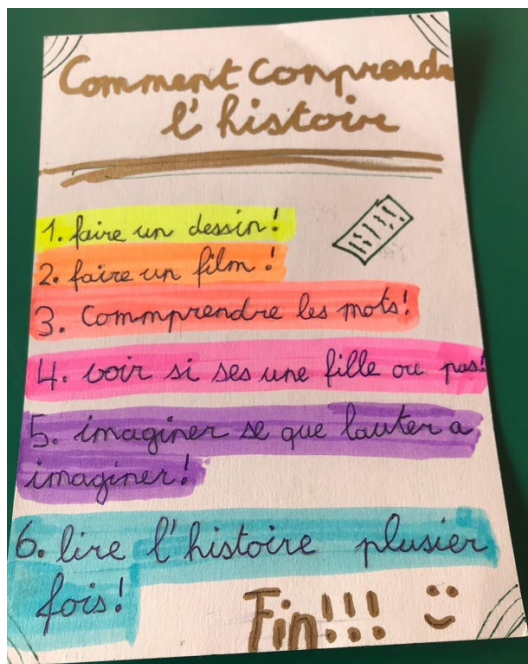 Comment conprendre
l'histoire
1. faire un dessin!
2. faire un film!
3. Commprendre les mots!
4. voir si ses une fille ou pas!
5. imaginer se que lauter a
imaginer!
6. lire l'histoire plusier
fois!
Fin!!!